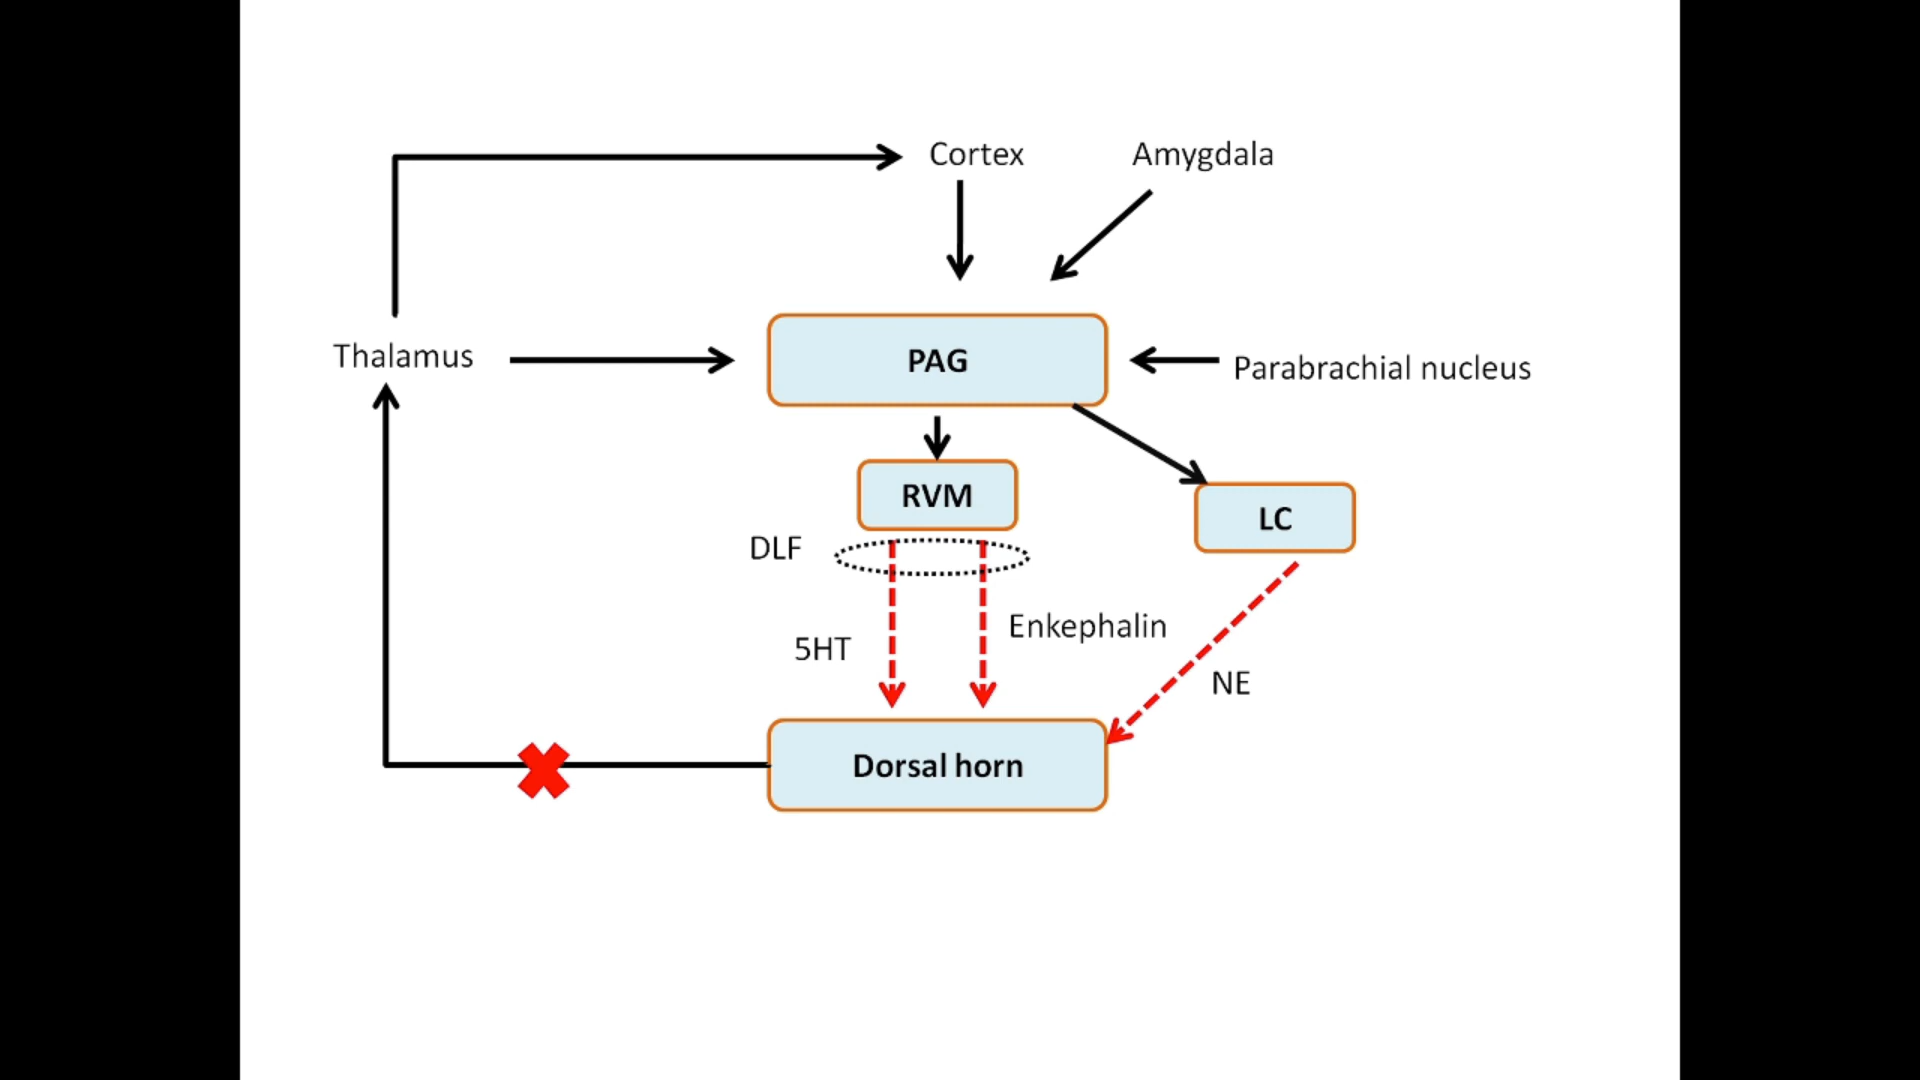 Cortex
Amygdala
Thalamus
PAG
Parabrachial nucleus
RVM
LC
DLF
Enkephalin
5HT
NE
Dorsal horn